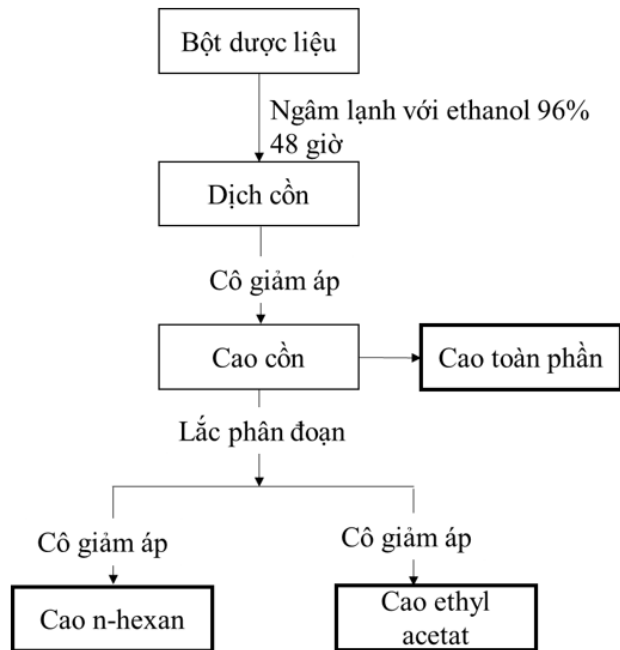 Bột dược liệu
Ngâm lạnh với ethanol 96%
48 giờ
Dịch cồn
Cô giảm áp
Cao cồn
Cao toàn phần
Lắc phân đoạn
Cô giảm áp
Cô giảm áp
Cao n-hexan
Cao ethyl
acetat